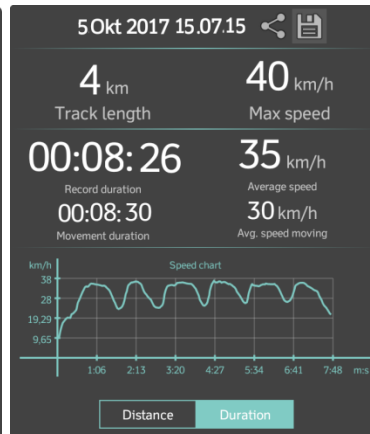 5 Okt 2017 15.07.15
4 km
40 km/h
Track length
Max speed
00:08:26
35 km/h
Record duration
Average speed
00:08:30
30 km/h
Movement duration
Avg. speed moving
km/h
Speed chart
38
28
19,29
9,65
1:06 2:13 3:20 4:27 5:34 6:41 7:48 m:s
Distance
Duration